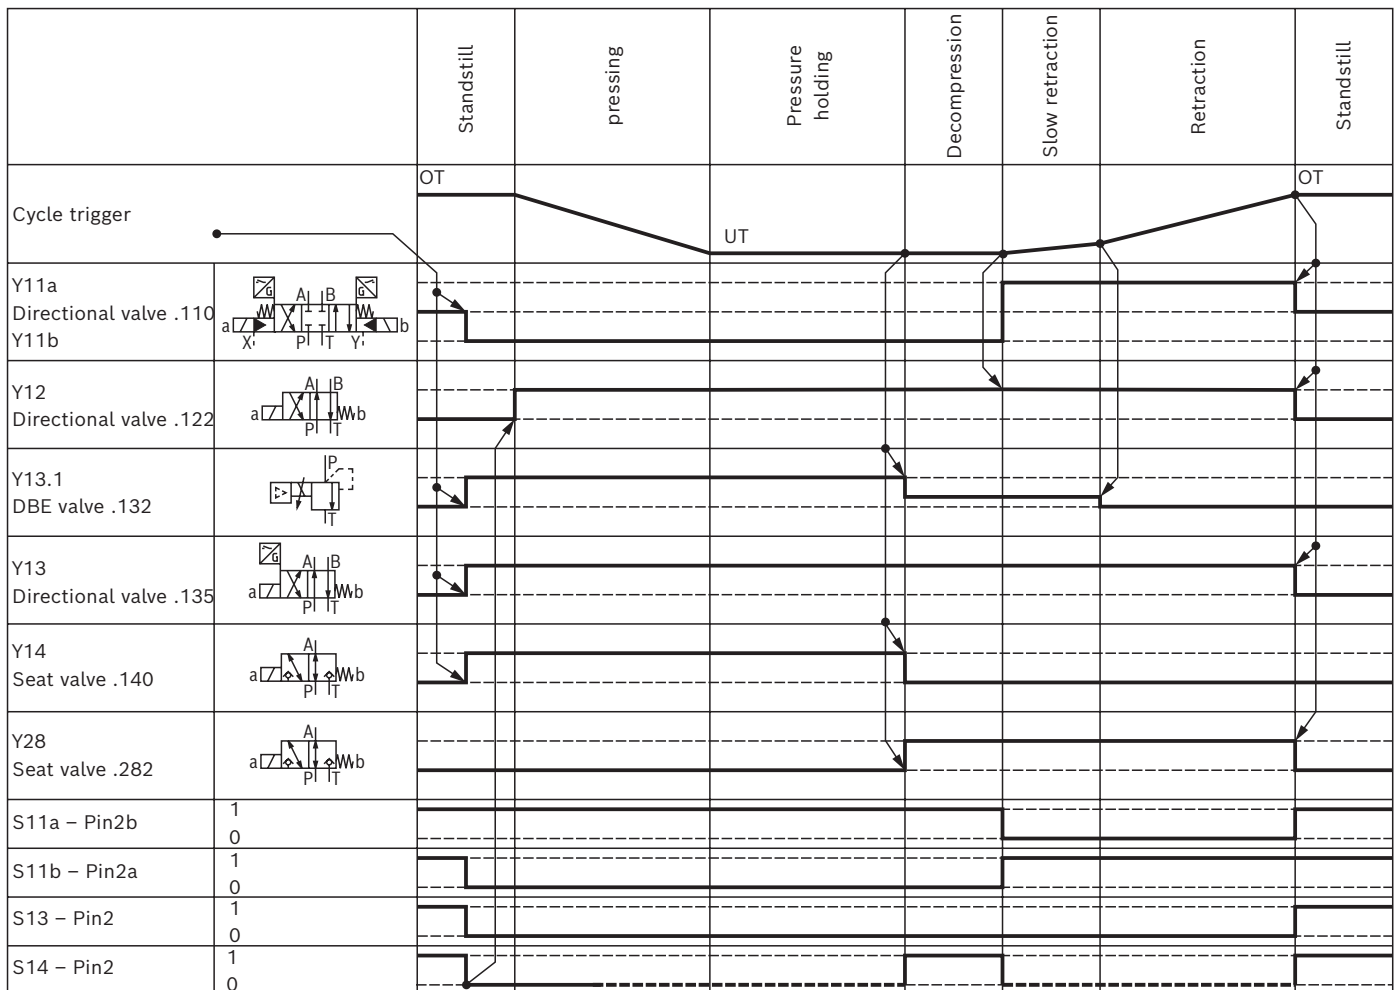 Standstill
pressing
Pressure
holding
Decompression
Slow retraction
Retraction
Standstill
OT
OT
Cycle trigger
UT
Y11a
Directional valve .110
Y11b
G
G
A B
a b
X P T Y
Y12
Directional valve .122
A B
a b
P T
Y13.1
DBE valve .132
P
T
Y13
Directional valve .135
G
A B
a b
P T
Y14
Seat valve .140
A
a b
P T
Y28
Seat valve .282
A
a b
P T
S11a – Pin2b
1
0
S11b – Pin2a
1
0
S13 – Pin2
1
0
S14 – Pin2
1
0